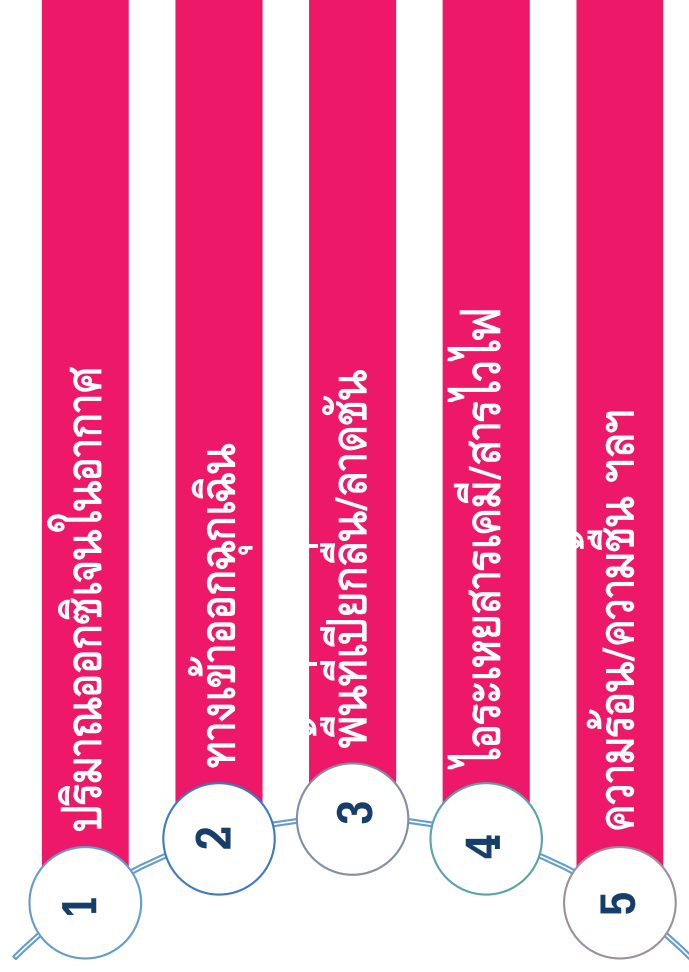 1 ปริมาณออกซิเจนในอากาศ
2 ทางเข้าออกฉุกเฉิน
3 พื้นที่เปียกลื่น/ลาดชัน
4 ไอระเหยสารเคมี/สารไวไฟ
5 ความร้อน/ความชื้น ฯลฯ